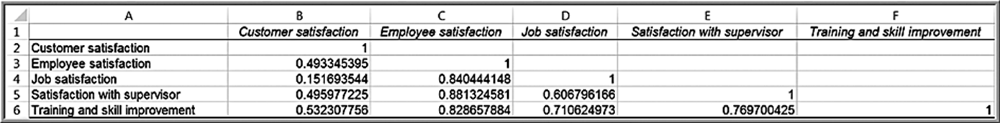 A B C D E F
1 Customer satisfaction Employee satisfaction Job satisfaction Satisfaction with supervisor Training and skill improvement
2 Customer satisfaction 1
3 Employee satisfaction 0.493345395 1
4 Job satisfaction 0.151693544 0.840444148 1
5 Satisfaction with supervisor 0.495977225 0.881324581 0.606796166 1
6 Training and skill improvement 0.532307756 0.828657884 0.710624973 0.769700425 1